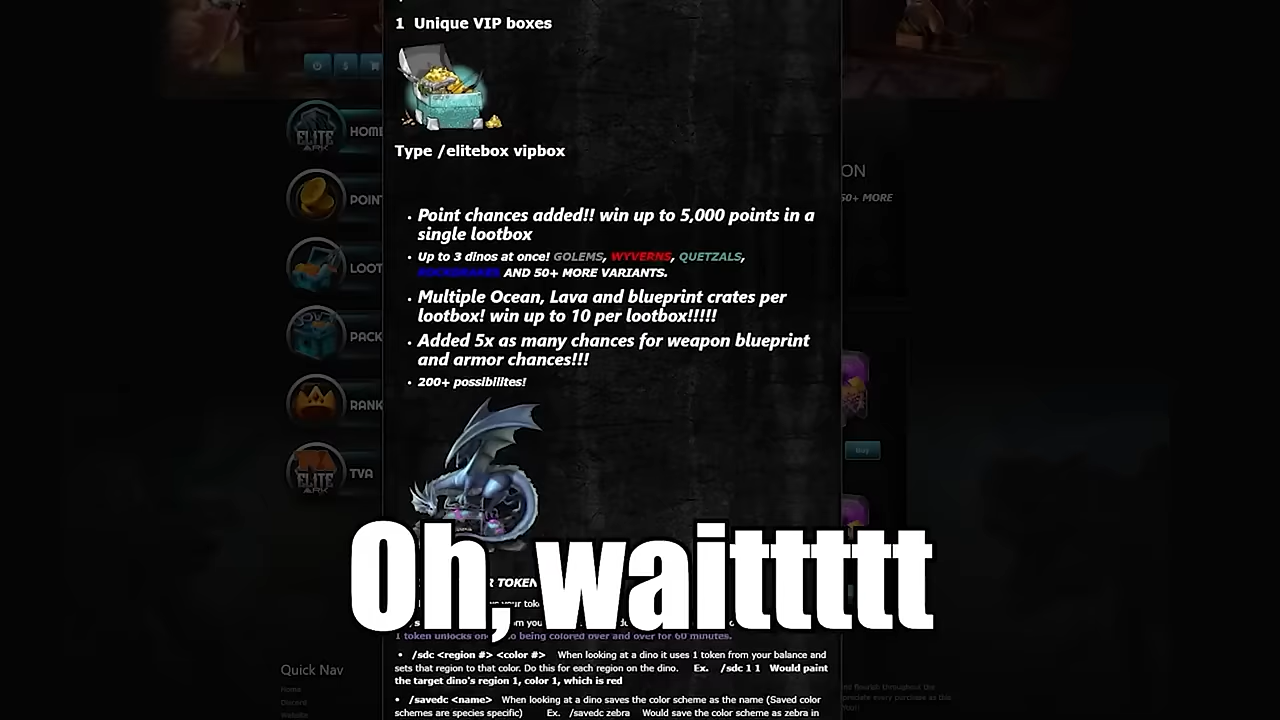 1 Unique VIP boxes
Type /elitebox vipbox
ON
50+ MORE
HOME
POIN
LOOT
PACK
RANK
TVA
ELITE
ARK
ELITE
ARK
• Point chances added!! win up to 5,000 points in a
single lootbox
• Up to 3 dinos at once! GOLEMS, WYVERNS, QUETZALS,
AND 50+ MORE VARIANTS.
• Multiple Ocean, Lava and blueprint crates per
lootbox! win up to 10 per lootbox!!!!!
• Added 5x as many chances for weapon blueprint
and armor chances!!!
• 200+ possibilites!
Buy
Oh, waitttttt
R TOKEN
your tok
1 token unlocks on to being colored over and over for 60 minutes.
• /sdc <region #> <color #> When looking at a dino it uses 1 token from your balance and
sets that region to that color. Do this for each region on the dino. Ex. /sdc 1 1 Would paint
the target dino's region 1, color 1, which is red
• /savedc <name> When looking at a dino saves the color scheme as the name (Saved color
schemes are species specific) Ex. /savedc zebra Would save the color scheme as zebra in
Quick Nav
Home
Discord
Website